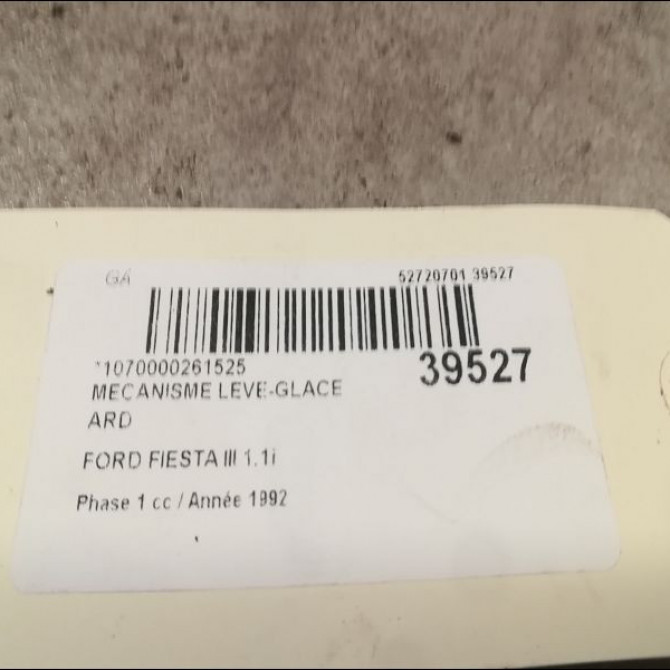 GA 52720701 39527
*1070000261525 39527
MECANISME LEVE-GLACE
ARD
FORD FIESTA III 1.1i
Phase 1 cc / Année 1992